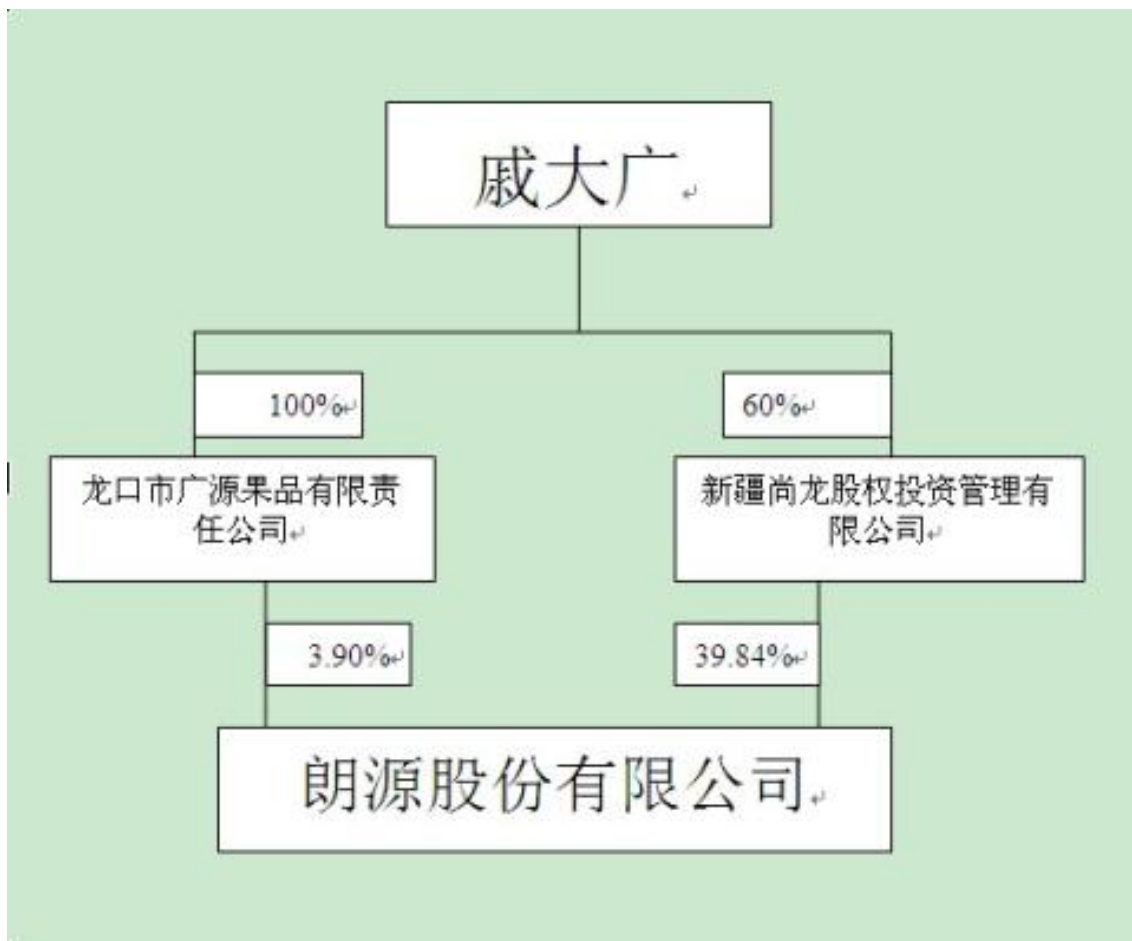 戚大广
100%
60%
龙口市广源果品有限责
任公司
新疆尚龙股权投资管理有
限公司
3.90%
39.84%
朗源股份有限公司